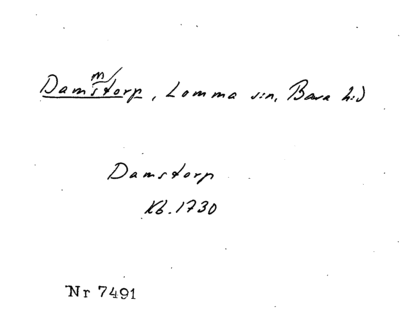 m/
Damstorp, Lomma sn, Bara hd
Damstorp
Kb. 1730
Nr 7491